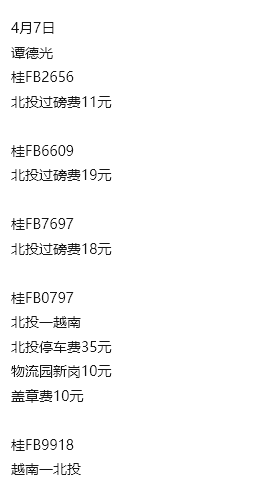 4月7日
谭德光
桂FB2656
北投过磅费11元
桂FB6609
北投过磅费19元
桂FB7697
北投过磅费18元
桂FB0797
北投一越南
北投停车费35元
物流园新岗10元
盖章费10元
桂FB9918
越南一北投